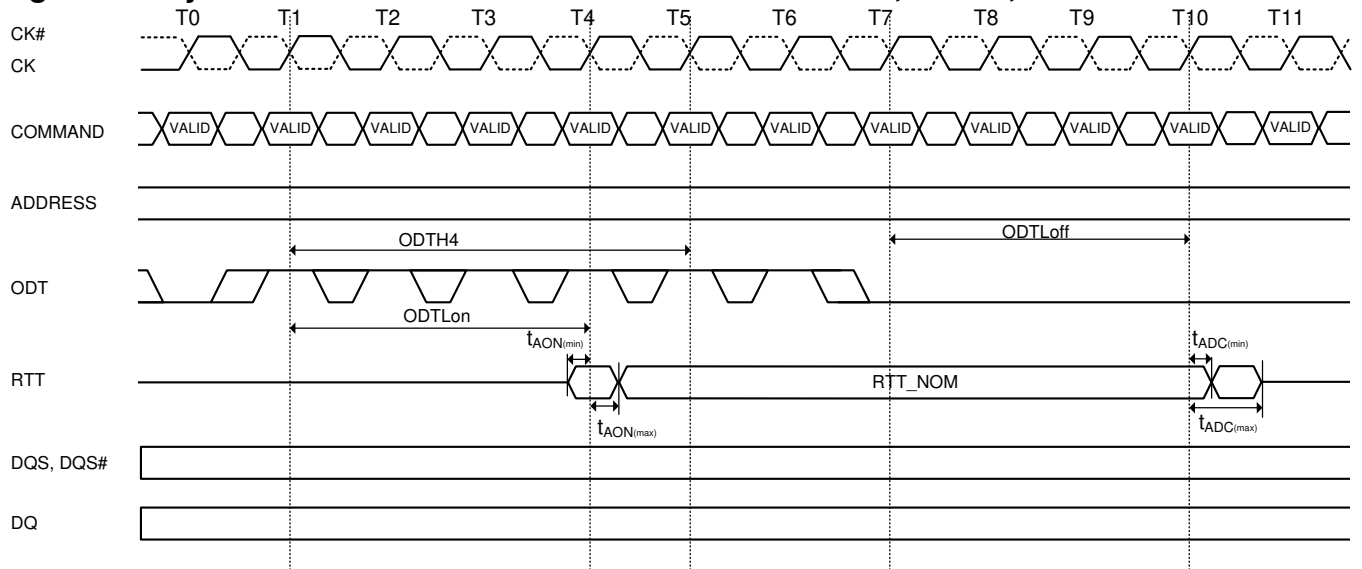 T0 T1 T2 T3 T4 T5 T6 T7 T8 T9 T10 T11
CK#
CK
COMMAND VALID VALID VALID VALID VALID VALID VALID VALID VALID VALID VALID VALID
ADDRESS
ODTH4 ODTLoff
ODT
ODTLon
tAON(min) tADC(min)
RTT RTT_NOM
tAON(max) tADC(max)
DQS, DQS#
DQ